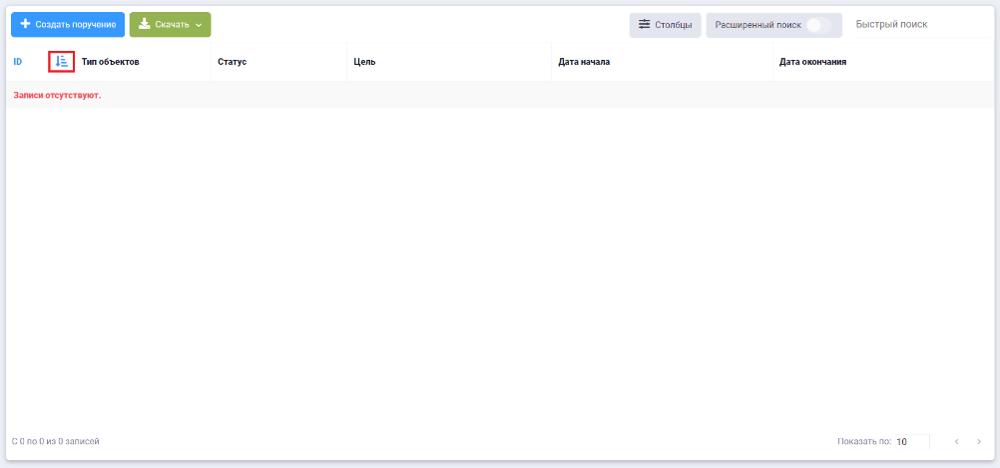 Создать поручение Скачать Столбцы Расширенный поиск Быстрый поиск
ID Тип объектов Статус Цель Дата начала Дата окончания
Записи отсутствуют.
С 0 по 0 из 0 записей Показать по: 10